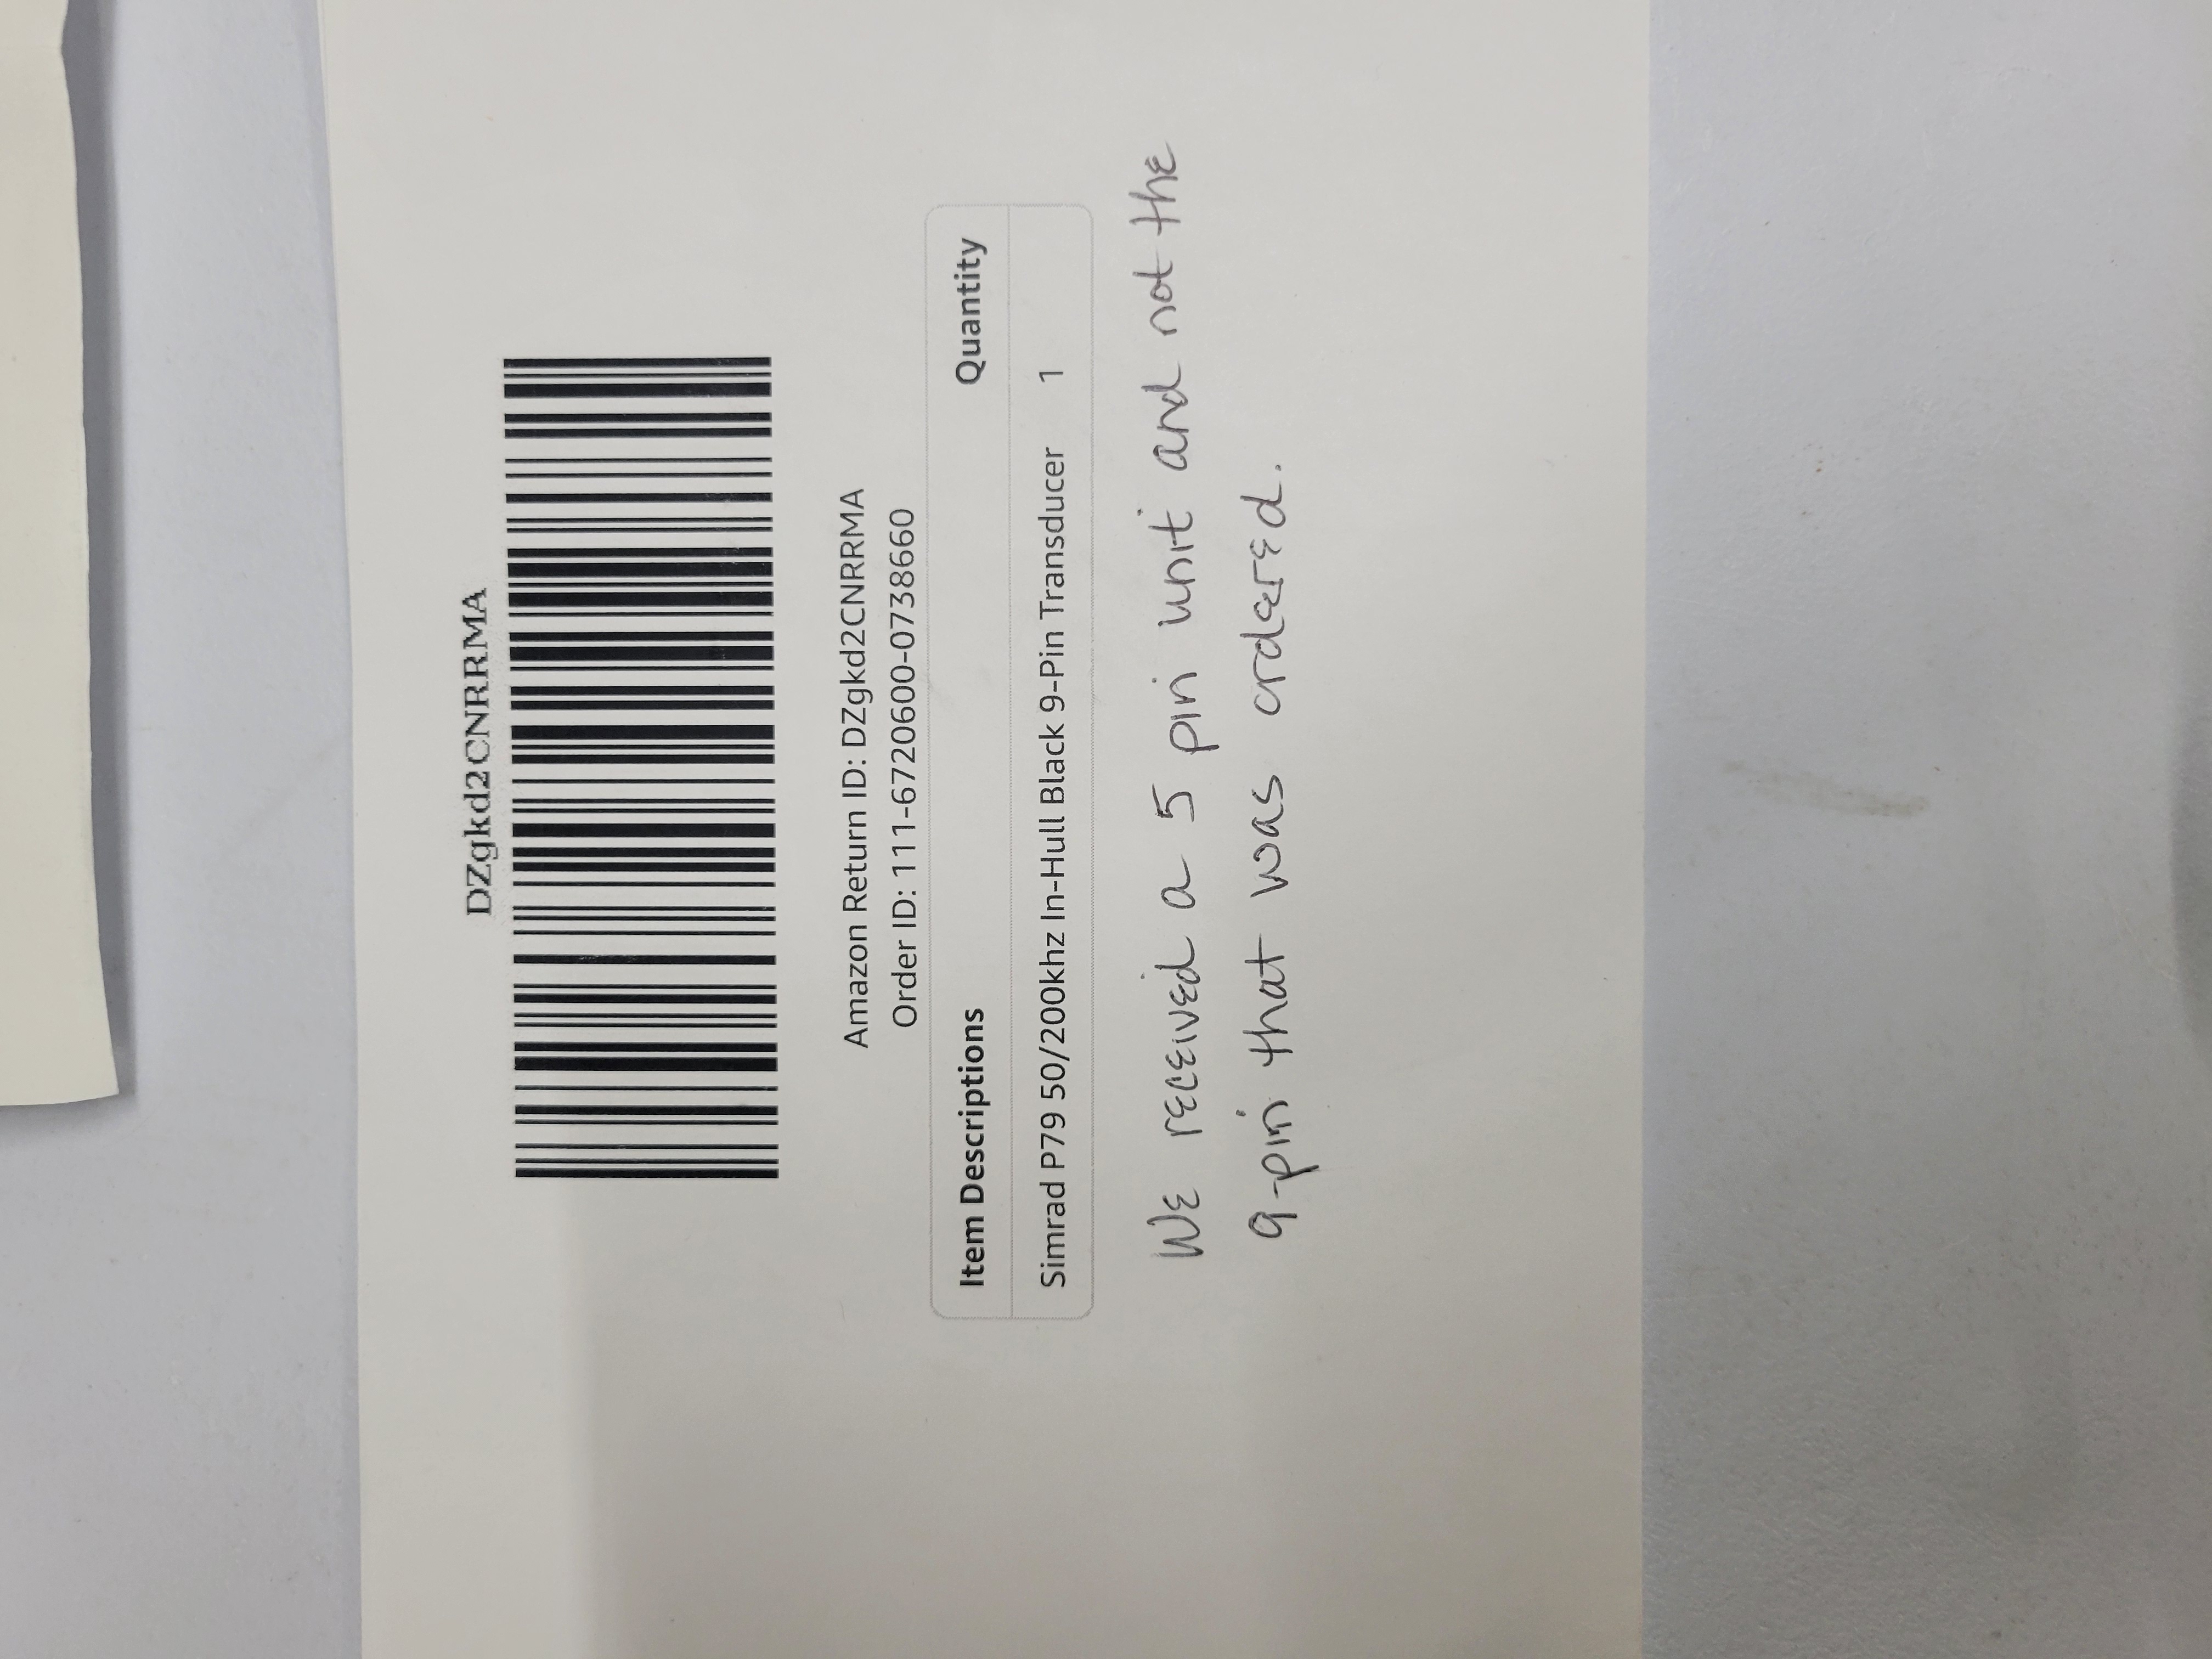 DZgkd2CNRRMA
Amazon Return ID: DZgkd2CNRRMA
Order ID: 111-6720600-0738660
Item Descriptions Quantity
Simrad P79 50/200khz In-Hull Black 9-Pin Transducer 1
We received a 5 pin unit and not the
9-pin that was ordered.